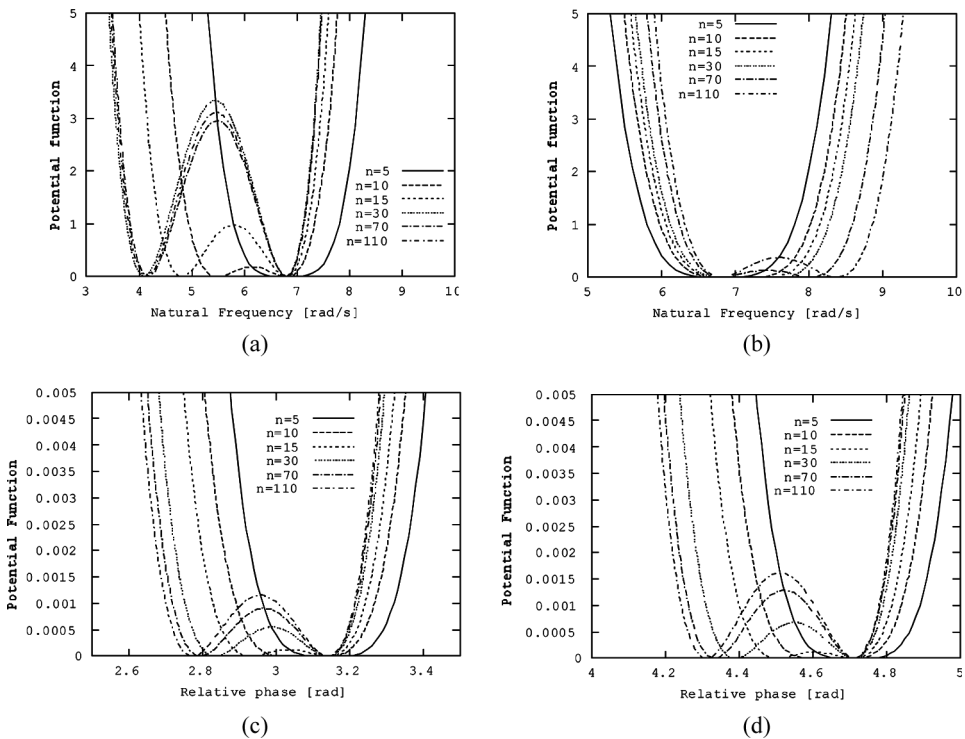 Potential function
5
4
3
2
1
0
n=5
n=10
n=15
n=30
n=70
n=110
3 4 5 6 7 8 9 10
Natural Frequency [rad/s]
(a)
Potential function
5
4
3
2
1
0
n=5
n=10
n=15
n=30
n=70
n=110
5 6 7 8 9 10
Natural Frequency [rad/s]
(b)
Potential Function
0.005
0.0045
0.004
0.0035
0.003
0.0025
0.002
0.0015
0.001
0.0005
0
n=5
n=10
n=15
n=30
n=70
n=110
2.6 2.8 3 3.2 3.4
Relative phase [rad]
(c)
Potential Function
0.005
0.0045
0.004
0.0035
0.003
0.0025
0.002
0.0015
0.001
0.0005
0
n=5
n=10
n=15
n=30
n=70
n=110
4 4.2 4.4 4.6 4.8 5
Relative phase [rad]
(d)